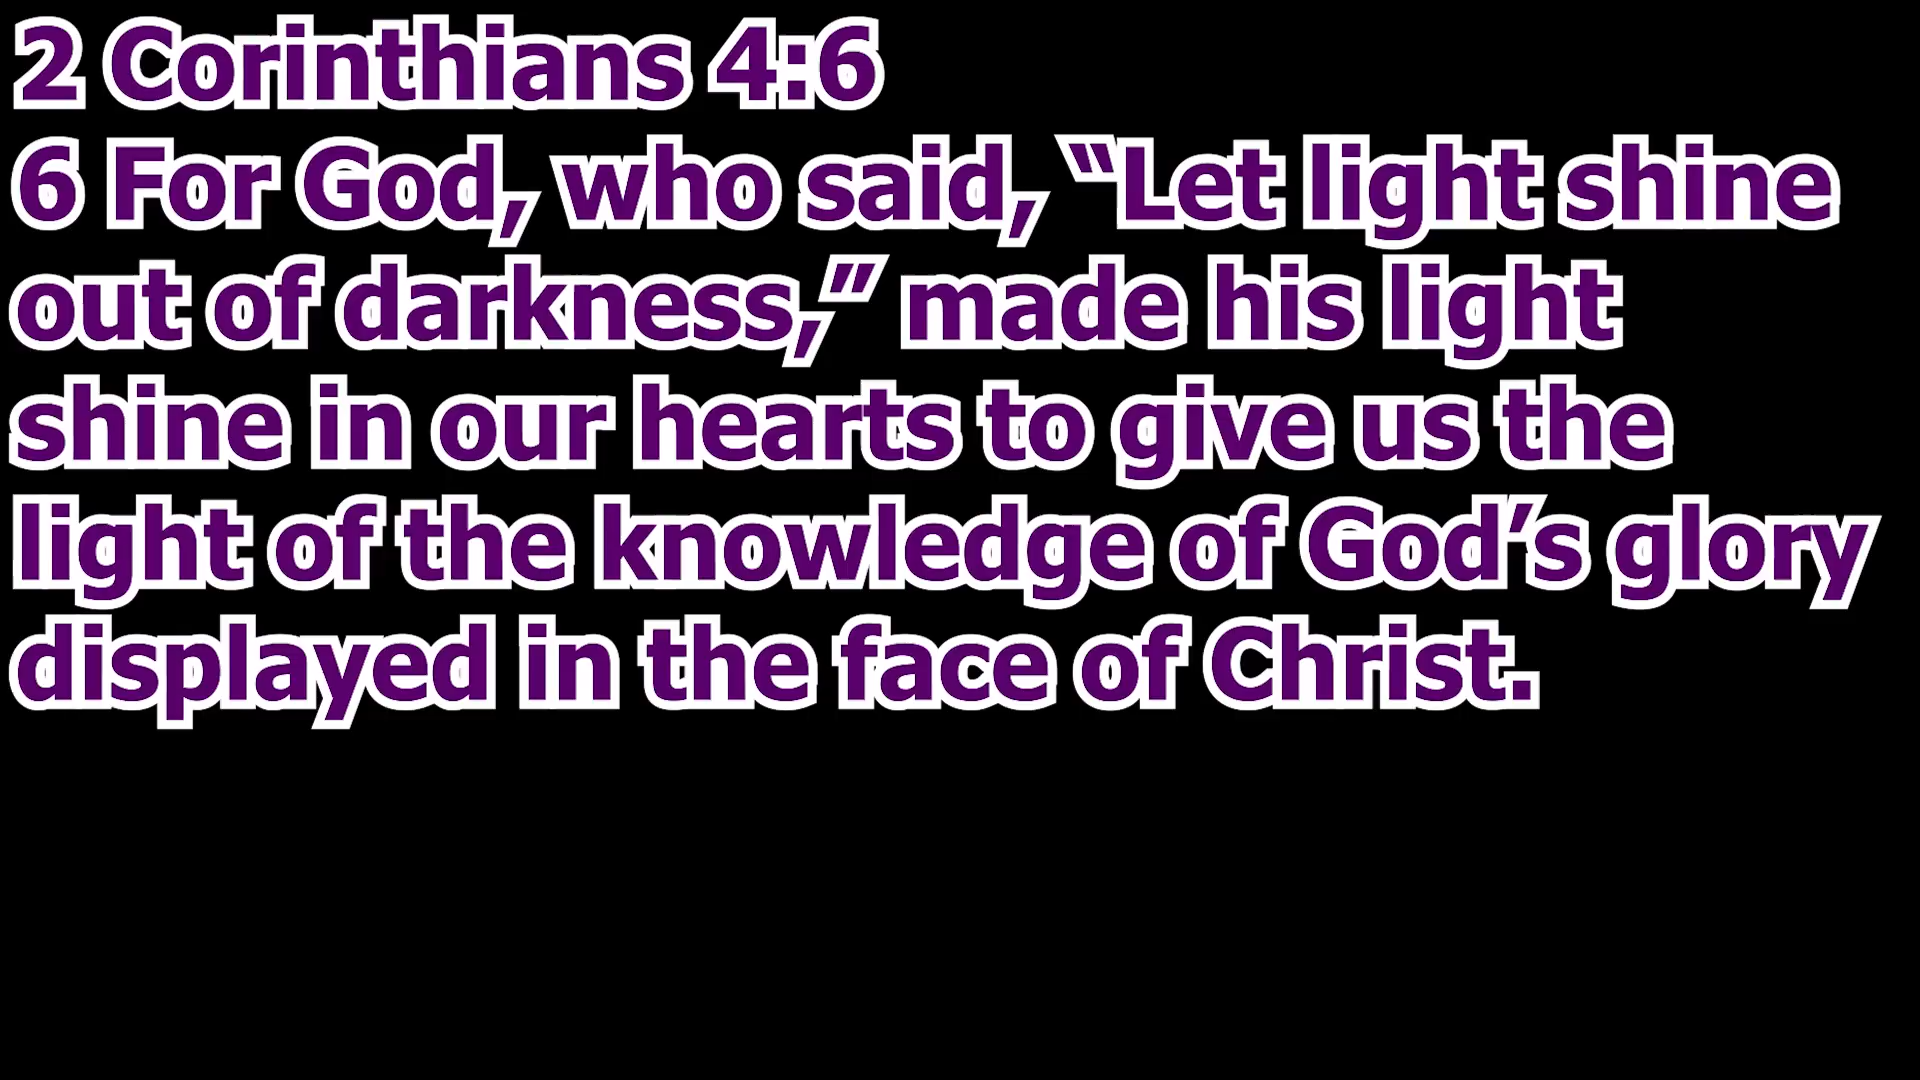 2 Corinthians 4:6
6 For God, who said, “Let light shine
out of darkness,” made his light
shine in our hearts to give us the
light of the knowledge of God’s glory
displayed in the face of Christ.